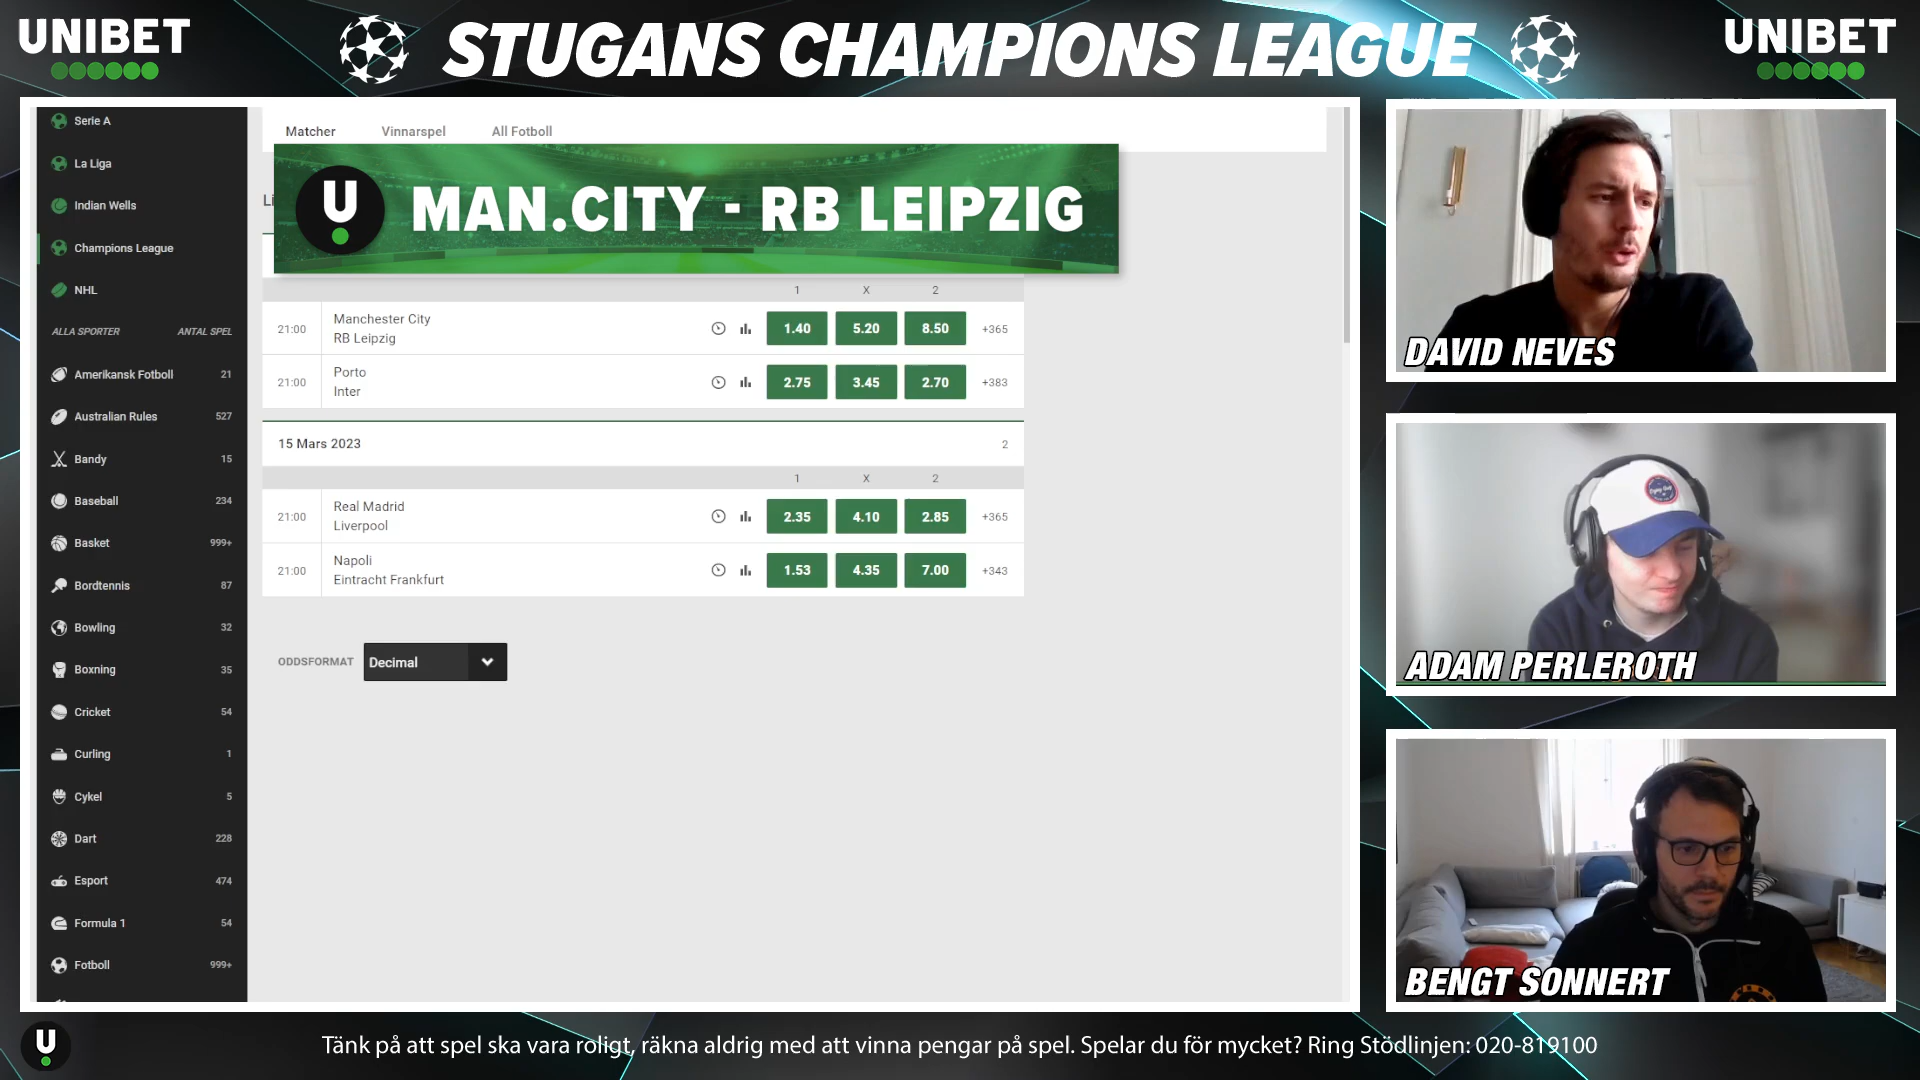 UNIBET
STUGANS CHAMPIONS LEAGUE
UNIBET
Serie A
La Liga
Indian Wells
Champions League
NHL
ALLA SPORTER ANTAL SPEL
Amerikansk Fotboll 21
Australian Rules 527
Bandy 15
Baseball 234
Basket 999+
Bordtennis 87
Bowling 32
Boxning 35
Cricket 54
Curling 1
Cykel 5
Dart 228
Esport 474
Formula 1 54
Fotboll 999+
Matcher Vinnarspel All Fotboll
Li
U MAN.CITY - RB LEIPZIG
1 X 2
21:00 Manchester City 1.40 5.20 8.50 +365
RB Leipzig
21:00 Porto 2.75 3.45 2.70 +383
Inter
15 Mars 2023 2
1 X 2
21:00 Real Madrid 2.35 4.10 2.85 +365
Liverpool
21:00 Napoli 1.53 4.35 7.00 +343
Eintracht Frankfurt
ODDSFORMAT Decimal
DAVID NEVES
ADAM PERLEROTH
BENGT SONNERT
U
Tänk på att spel ska vara roligt, räkna aldrig med att vinna pengar på spel. Spelar du för mycket? Ring Stödlinjen: 020-819100